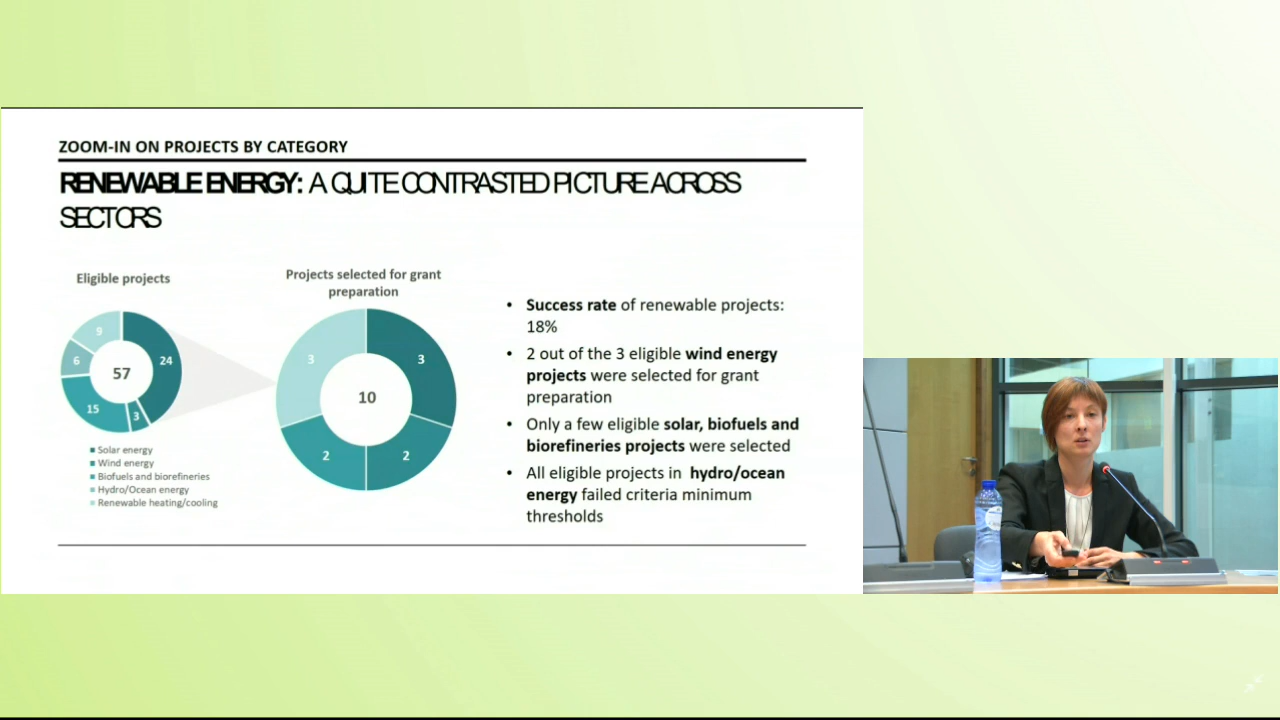 ZOOM-IN ON PROJECTS BY CATEGORY
RENEWABLE ENERGY: A QUITE CONTRASTED PICTURE ACROSS
SECTORS
Eligible projects
9
24
6
57
15
3
Solar energy
Wind energy
Biofuels and biorefineries
Hydro/Ocean energy
Renewable heating/cooling
Projects selected for grant
preparation
3
3
10
2
2
• Success rate of renewable projects:
18%
• 2 out of the 3 eligible wind energy
projects were selected for grant
preparation
• Only a few eligible solar, biofuels and
biorefineries projects were selected
• All eligible projects in hydro/ocean
energy failed criteria minimum
thresholds